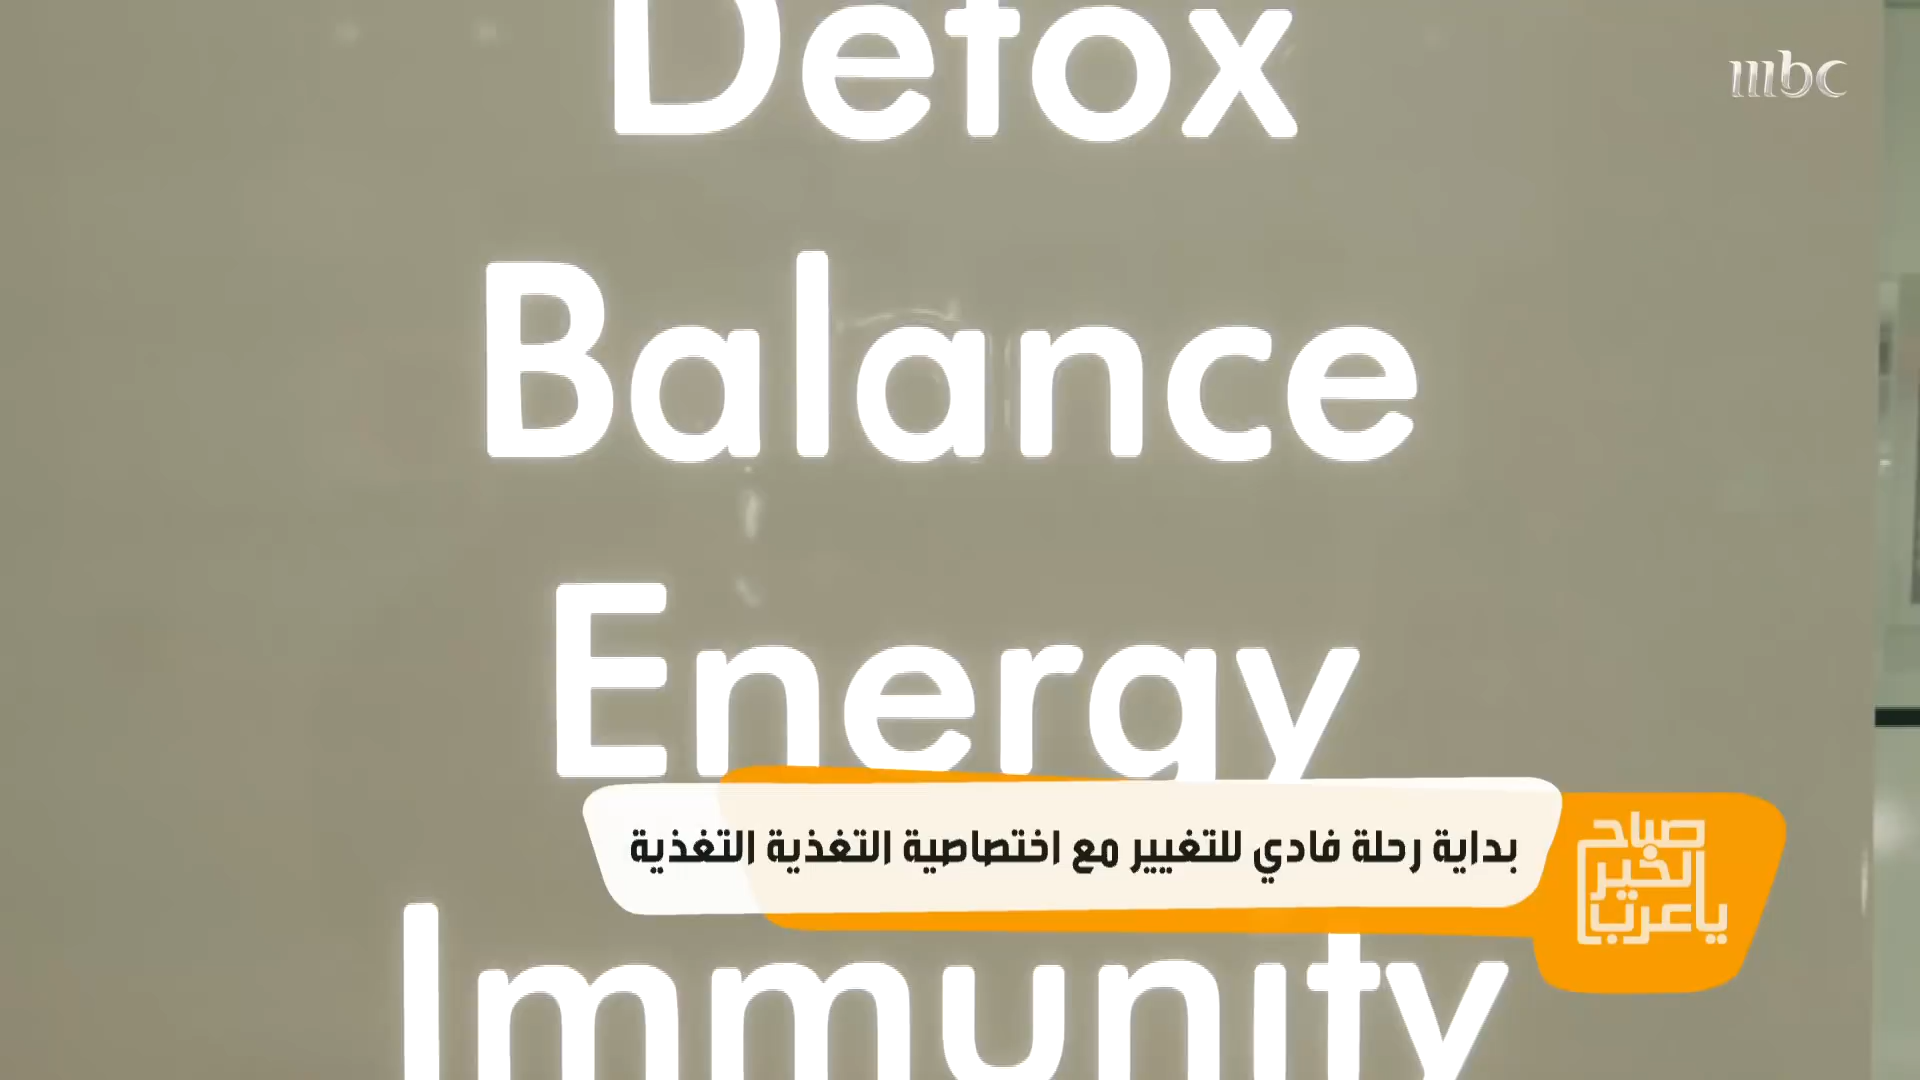 mbc
Detox
Balance
Energy
بداية رحلة فادي للتغيير مع اختصاصية التغذية التغذية
صباح
الخير
ياعرب
Immunity